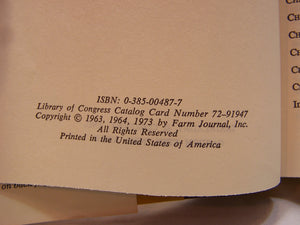 ISBN: 0-385-00487-7
Library of Congress Catalog Card Number 72-91947
Copyright © 1963, 1964, 1973 by Farm Journal, Inc.
All Rights Reserved
Printed in the United States of America